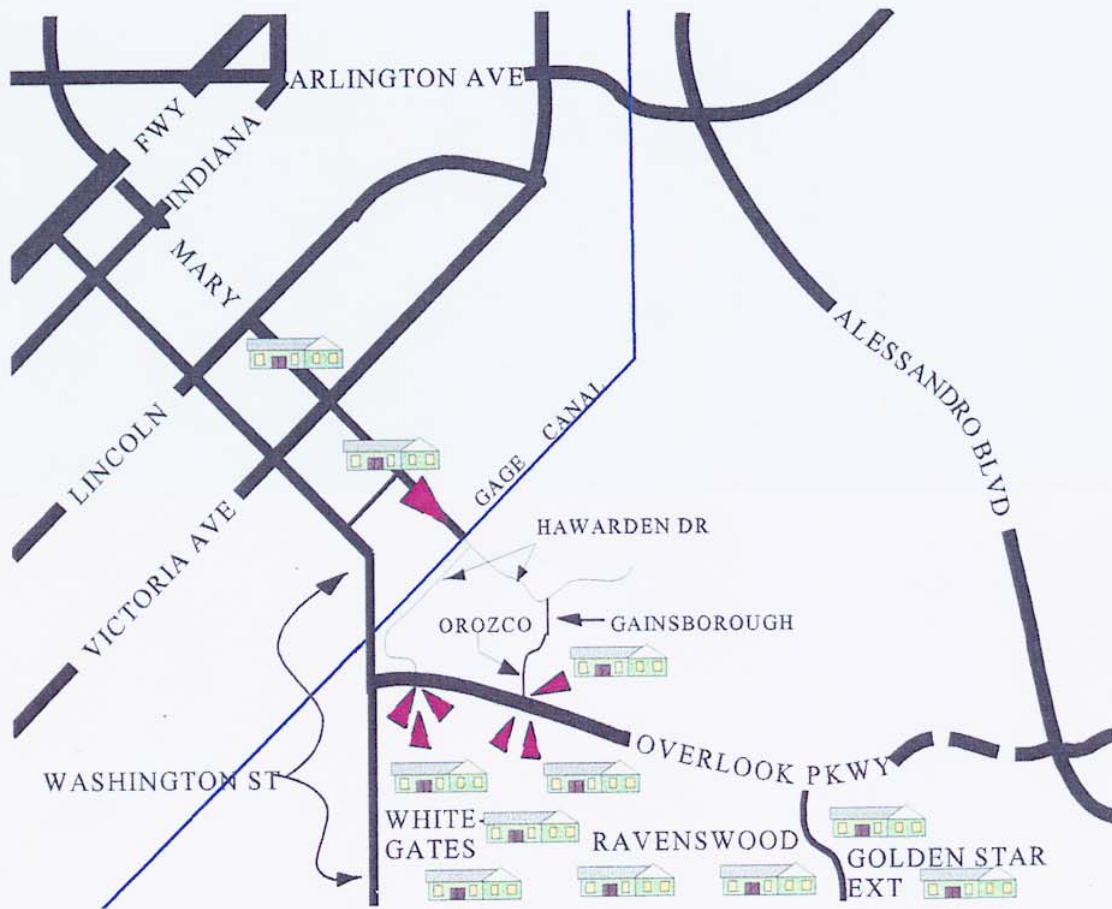 ARLINGTON AVE
FWY
INDIANA
MARY
ALESSANDRO BLVD
LINCOLN
GAGE CANAL
VICTORIA AVE
HAWARDEN DR
OROZCO
GAINSBOROUGH
OVERLOOK PKWY
WASHINGTON ST
WHITE-
GATES
RAVENSWOOD
GOLDEN STAR
EXT